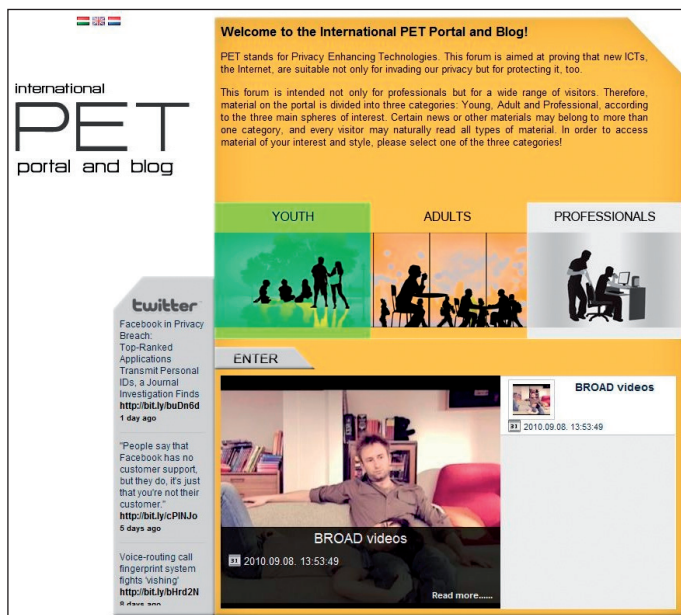 international
PET
portal and blog
Welcome to the International PET Portal and Blog!
PET stands for Privacy Enhancing Technologies. This forum is aimed at proving that new ICTs,
the Internet, are suitable not only for invading our privacy but for protecting it, too.
This forum is intended not only for professionals but for a wide range of visitors. Therefore,
material on the portal is divided into three categories: Young, Adult and Professional, according
to the three main spheres of interest. Certain news or other materials may belong to more than
one category, and every visitor may naturally read all types of material. In order to access
material of your interest and style, please select one of the three categories!
YOUTH
ADULTS
PROFESSIONALS
twitter
Facebook in Privacy
Breach:
Top-Ranked
Applications
Transmit Personal
IDs, a Journal
Investigation Finds
http://bit.ly/buDn6d
1 day ago
"People say that
Facebook has no
customer support,
but they do, it's just
that you're not their
customer."
http://bit.ly/cPINJo
5 days ago
Voice-routing call
fingerprint system
fights 'vishing'
http://bit.ly/bHrd2N
8 days ago
ENTER
BROAD videos
31 2010.09.08. 13:53:49
Read more......
BROAD videos
31 2010.09.08. 13:53:49